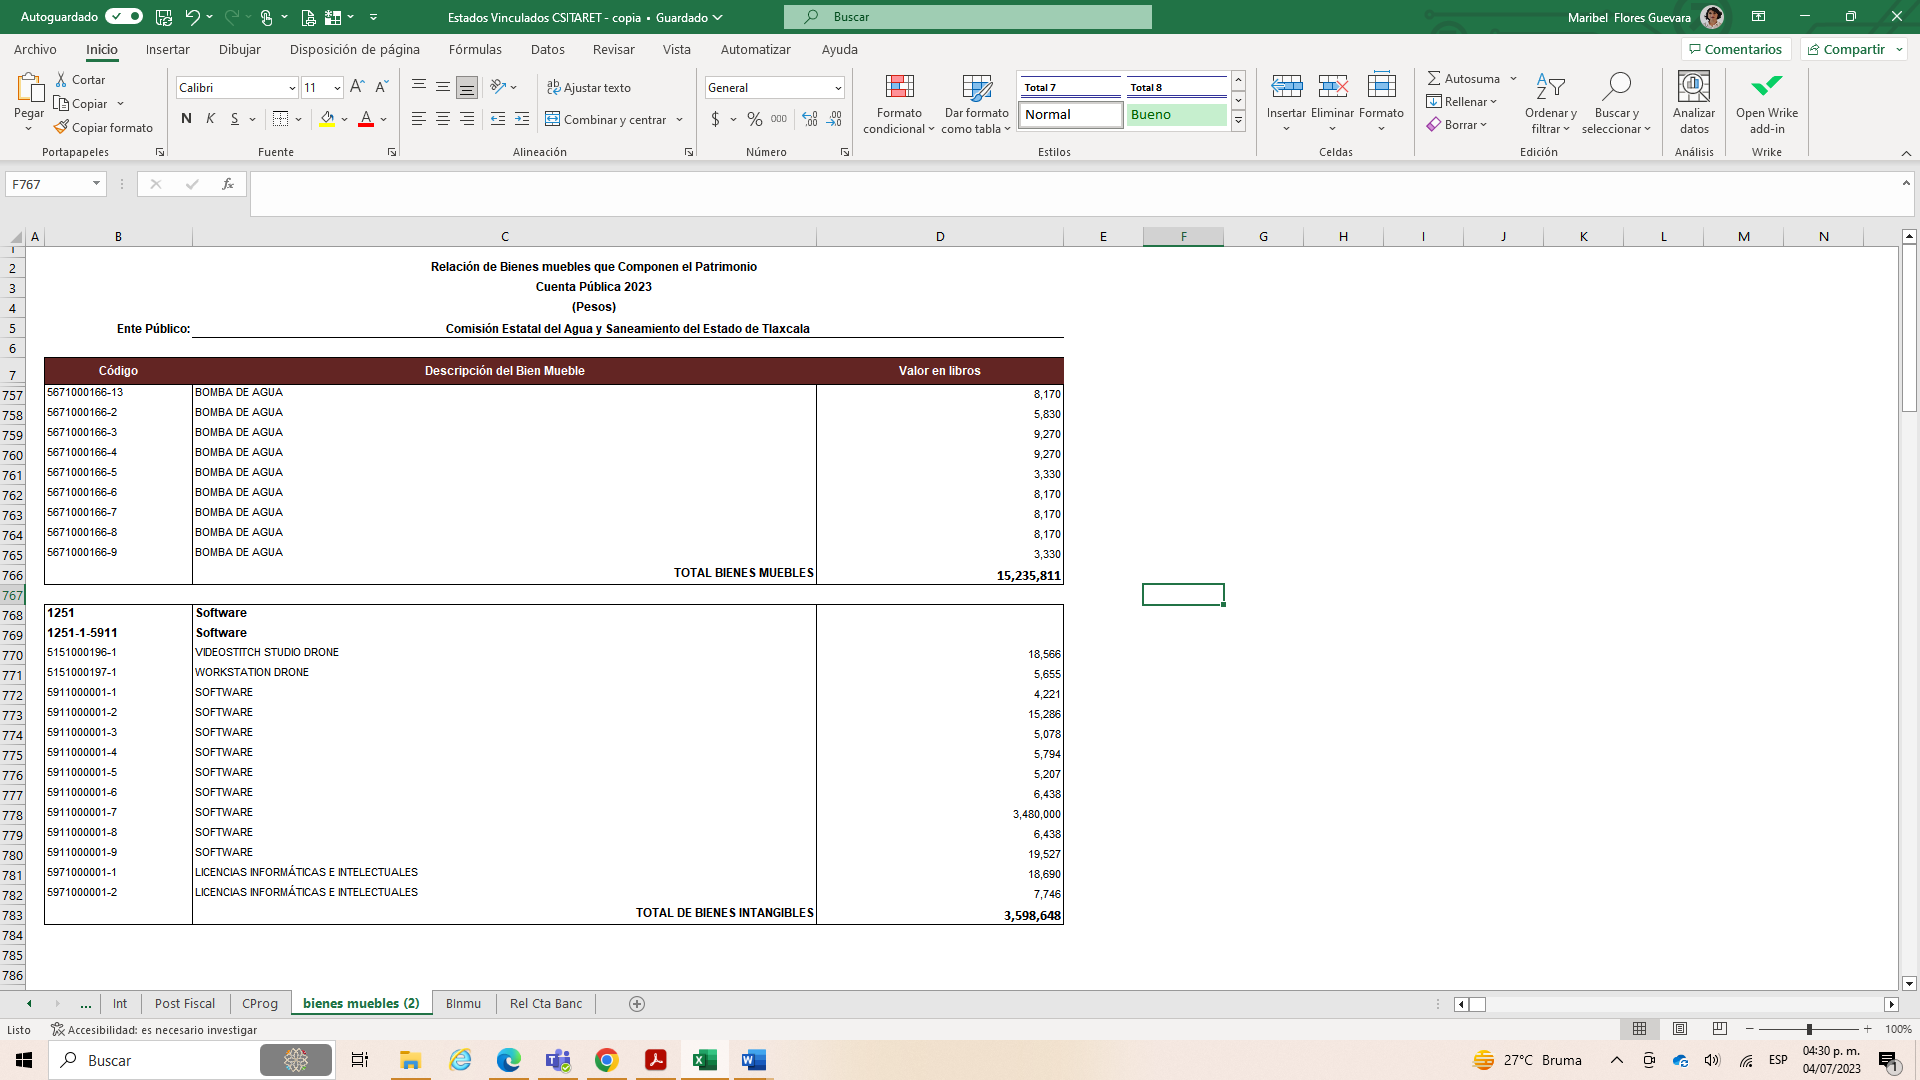 Autoguardado
Estados Vinculados CSITARET - copia • Guardado
Buscar
Maribel Flores Guevara
Archivo Inicio Insertar Dibujar Disposición de página Fórmulas Datos Revisar Vista Automatizar Ayuda
Comentarios Compartir
Pegar
Cortar
Copiar
Copiar formato
Portapapeles
Calibri 11
N K S
Fuente
Ajustar texto
Combinar y centrar
Alineación
General
$ % 000
Número
Formato condicional
Dar formato como tabla
Total 7 Total 8
Normal Bueno
Estilos
Insertar Eliminar Formato
Celdas
Autosuma
Rellenar
Borrar
Ordenar y filtrar
Buscar y seleccionar
Edición
Analizar datos
Análisis
Open Wrike add-in
Wrike
F767
fx
A B C D E F G H I J K L M N
1
2 Relación de Bienes muebles que Componen el Patrimonio
3 Cuenta Pública 2023
4 (Pesos)
5 Ente Público: Comisión Estatal del Agua y Saneamiento del Estado de Tlaxcala
6
7 Código Descripción del Bien Mueble Valor en libros
757 5671000166-13 BOMBA DE AGUA 8,170
758 5671000166-2 BOMBA DE AGUA 5,830
759 5671000166-3 BOMBA DE AGUA 9,270
760 5671000166-4 BOMBA DE AGUA 9,270
761 5671000166-5 BOMBA DE AGUA 3,330
762 5671000166-6 BOMBA DE AGUA 8,170
763 5671000166-7 BOMBA DE AGUA 8,170
764 5671000166-8 BOMBA DE AGUA 8,170
765 5671000166-9 BOMBA DE AGUA 3,330
766 TOTAL BIENES MUEBLES 15,235,811
767
768 1251 Software
769 1251-1-5911 Software
770 5151000196-1 VIDEOSTITCH STUDIO DRONE 18,566
771 5151000197-1 WORKSTATION DRONE 5,655
772 5911000001-1 SOFTWARE 4,221
773 5911000001-2 SOFTWARE 15,286
774 5911000001-3 SOFTWARE 5,078
775 5911000001-4 SOFTWARE 5,794
776 5911000001-5 SOFTWARE 5,207
777 5911000001-6 SOFTWARE 6,438
778 5911000001-7 SOFTWARE 3,480,000
779 5911000001-8 SOFTWARE 6,438
780 5911000001-9 SOFTWARE 19,527
781 5971000001-1 LICENCIAS INFORMÁTICAS E INTELECTUALES 18,690
782 5971000001-2 LICENCIAS INFORMÁTICAS E INTELECTUALES 7,746
783 TOTAL DE BIENES INTANGIBLES 3,598,648
784
785
786
... Int Post Fiscal CProg bienes muebles (2) BInmu Rel Cta Banc
Listo Accesibilidad: es necesario investigar 100%
Buscar
27°C Bruma
ESP
04:30 p. m.
04/07/2023
1